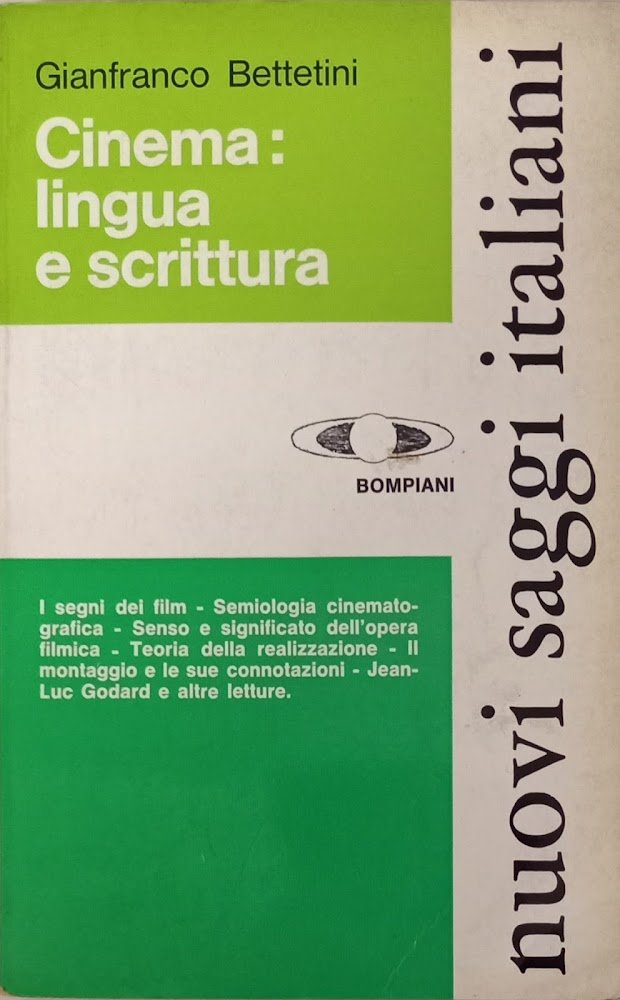 Gianfranco Bettetini
Cinema:
lingua
e scrittura
BOMPIANI
I segni dei film - Semiologia cinemato-
grafica - Senso e significato dell'opera
filmica - Teoria della realizzazione - Il
montaggio e le sue connotazioni - Jean-
Luc Godard e altre letture.
nuovi saggi italiani